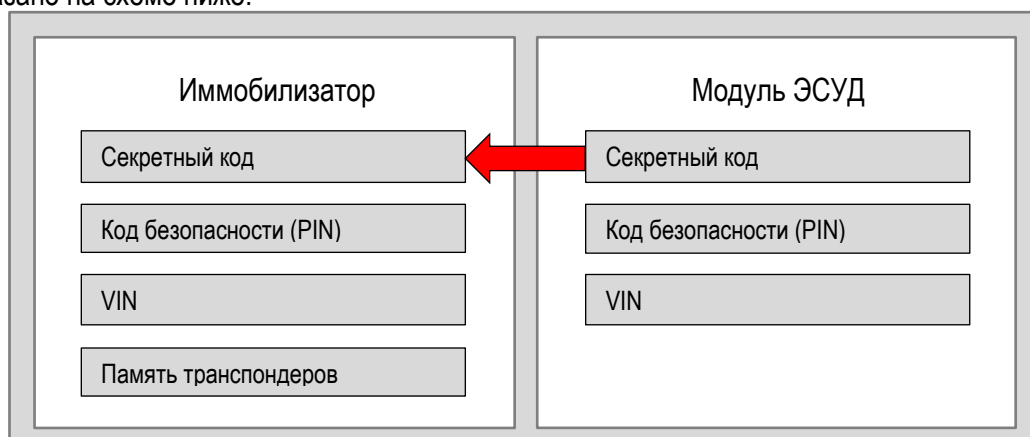 на схеме ниже.
Иммобилизатор
Модуль ЭСУД
Секретный код
Секретный код
Код безопасности (PIN)
Код безопасности (PIN)
VIN
VIN
Память транспондеров